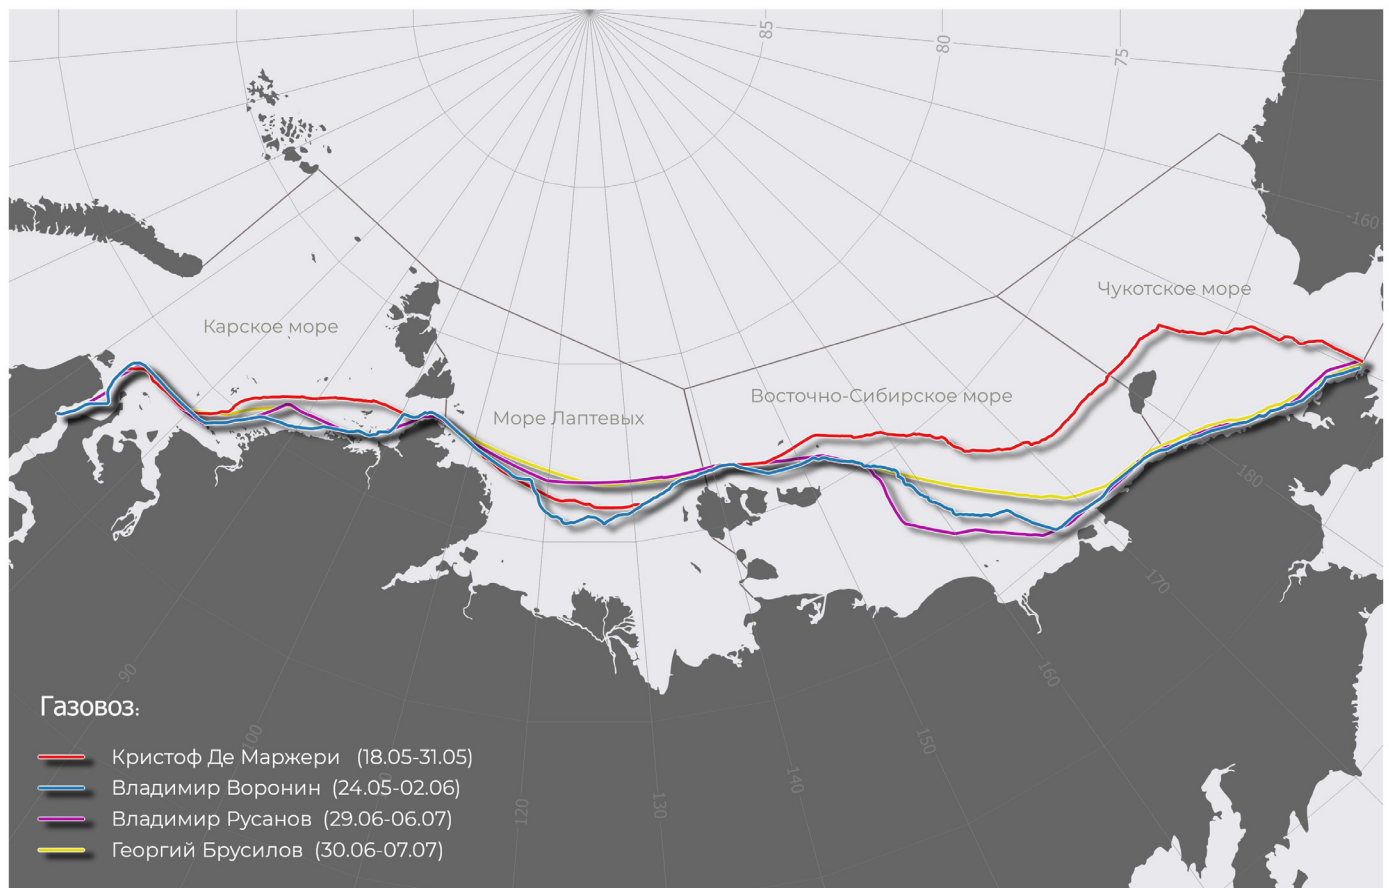 85
80
75
-160
Чукотское море
Карское море
Восточно-Сибирское море
Море Лаптевых
180
170
160
150
140
130
120
100
90
Газовоз:
Кристоф Де Маржери (18.05-31.05)
Владимир Воронин (24.05-02.06)
Владимир Русанов (29.06-06.07)
Георгий Брусилов (30.06-07.07)